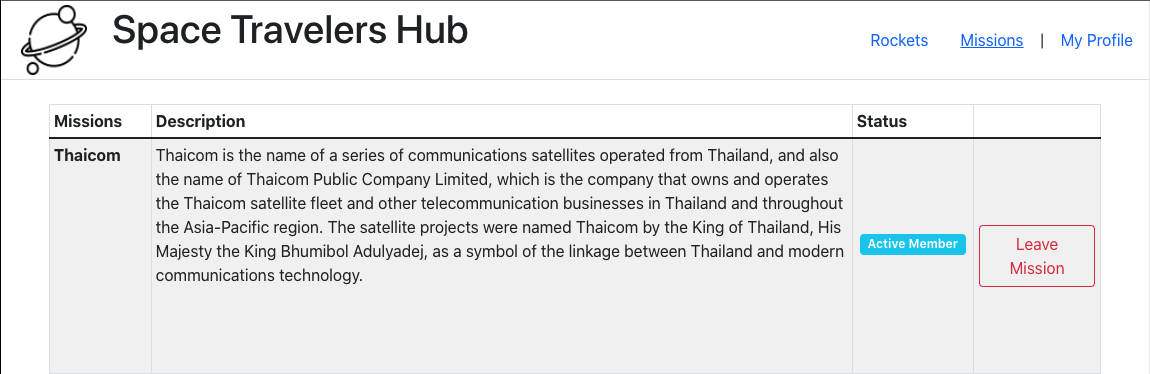 Space Travelers Hub
Rockets Missions | My Profile
Missions Description Status
Thaicom
Thaicom is the name of a series of communications satellites operated from Thailand, and also
the name of Thaicom Public Company Limited, which is the company that owns and operates
the Thaicom satellite fleet and other telecommunication businesses in Thailand and throughout
the Asia-Pacific region. The satellite projects were named Thaicom by the King of Thailand, His
Majesty the King Bhumibol Adulyadej, as a symbol of the linkage between Thailand and modern
communications technology.
Active Member
Leave
Mission